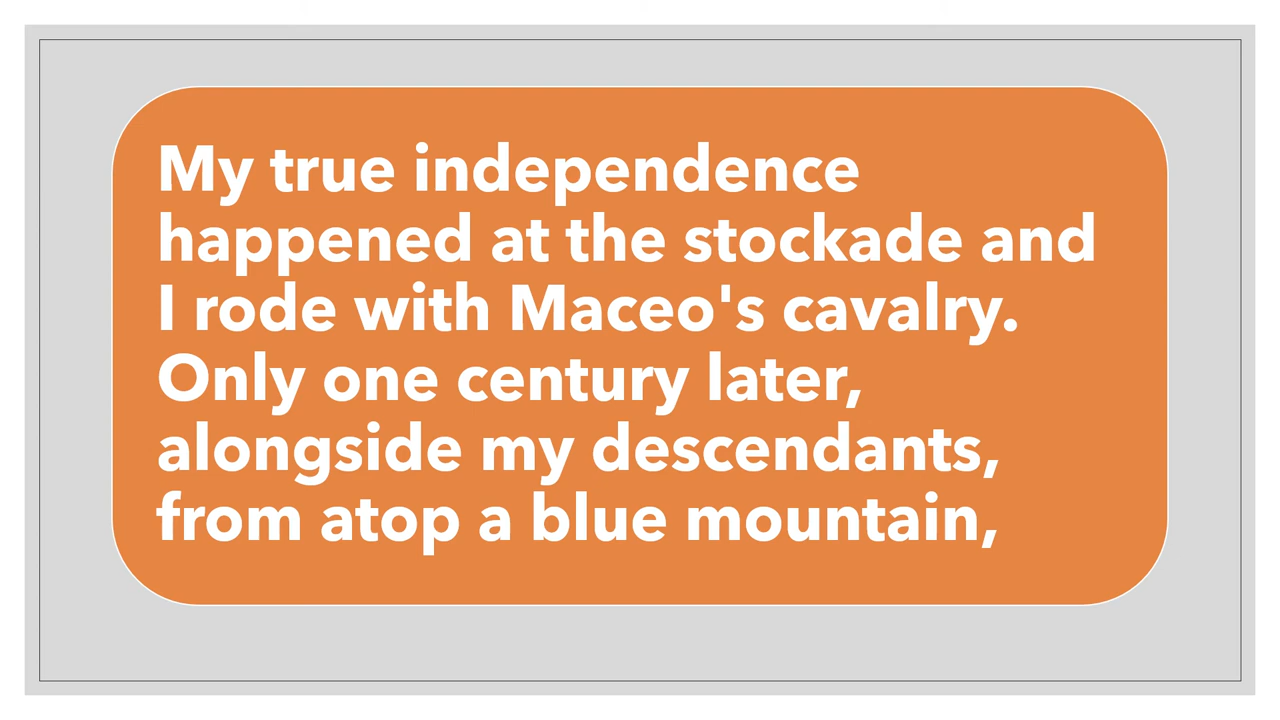 My true independence
happened at the stockade and
I rode with Maceo's cavalry.
Only one century later,
alongside my descendants,
from atop a blue mountain,